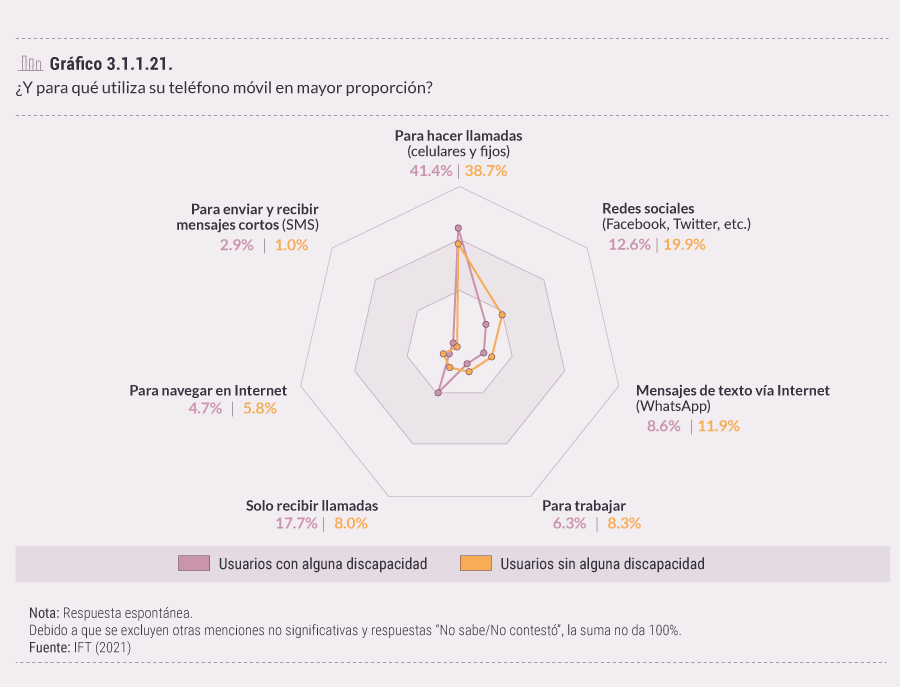 Gráfico 3.1.1.21.
¿Y para qué utiliza su teléfono móvil en mayor proporción?
Para hacer llamadas
(celulares y fijos)
41.4% | 38.7%
Para enviar y recibir
mensajes cortos (SMS)
2.9% | 1.0%
Redes sociales
(Facebook, Twitter, etc.)
12.6% | 19.9%
Para navegar en Internet
4.7% | 5.8%
Mensajes de texto vía Internet
(WhatsApp)
8.6% | 11.9%
Solo recibir llamadas
17.7% | 8.0%
Para trabajar
6.3% | 8.3%
Usuarios con alguna discapacidad
Usuarios sin alguna discapacidad
Nota: Respuesta espontánea.
Debido a que se excluyen otras menciones no significativas y respuestas “No sabe/No contestó”, la suma no da 100%.
Fuente: IFT (2021)